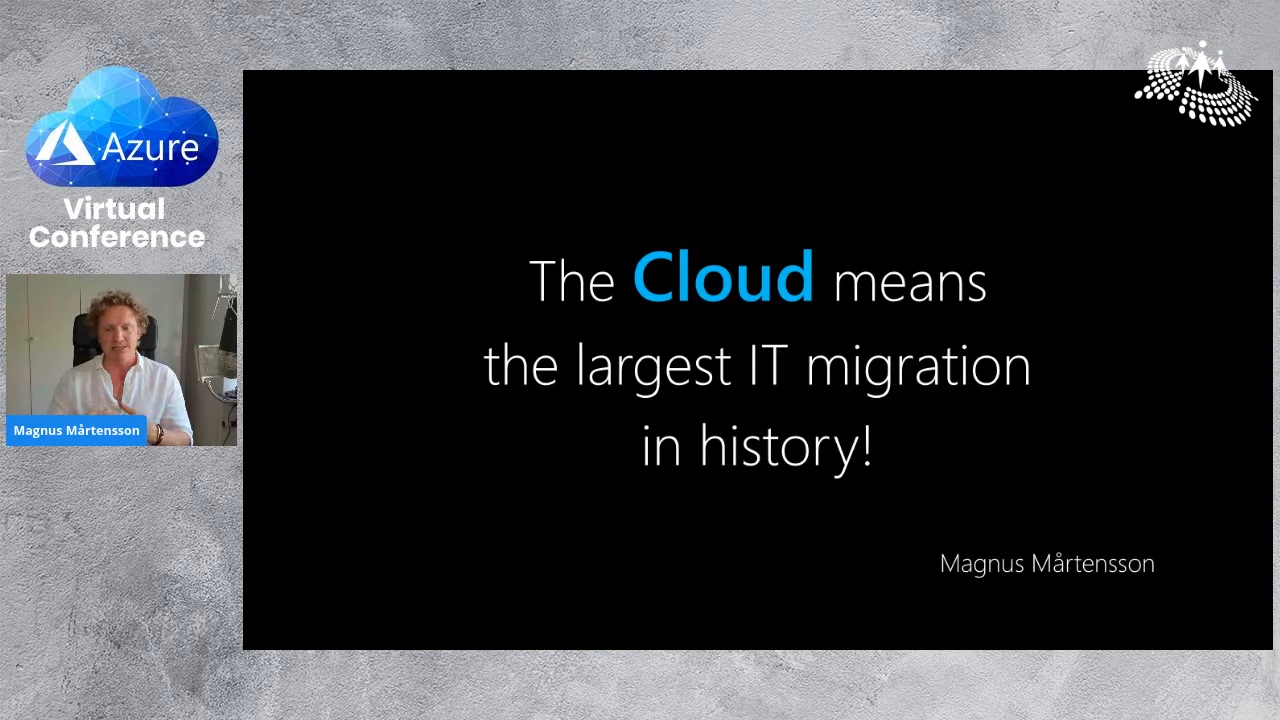 Azure
Virtual
Conference
Magnus Mårtensson
The Cloud means
the largest IT migration
in history!
Magnus Mårtensson